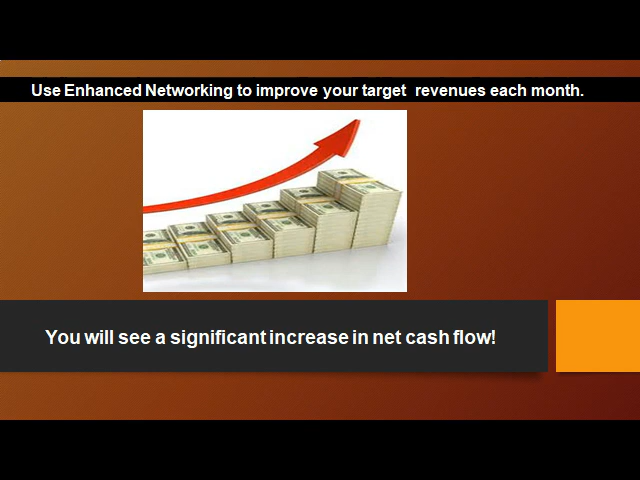 Use Enhanced Networking to improve your target  revenues each month.
You will see a significant increase in net cash flow!